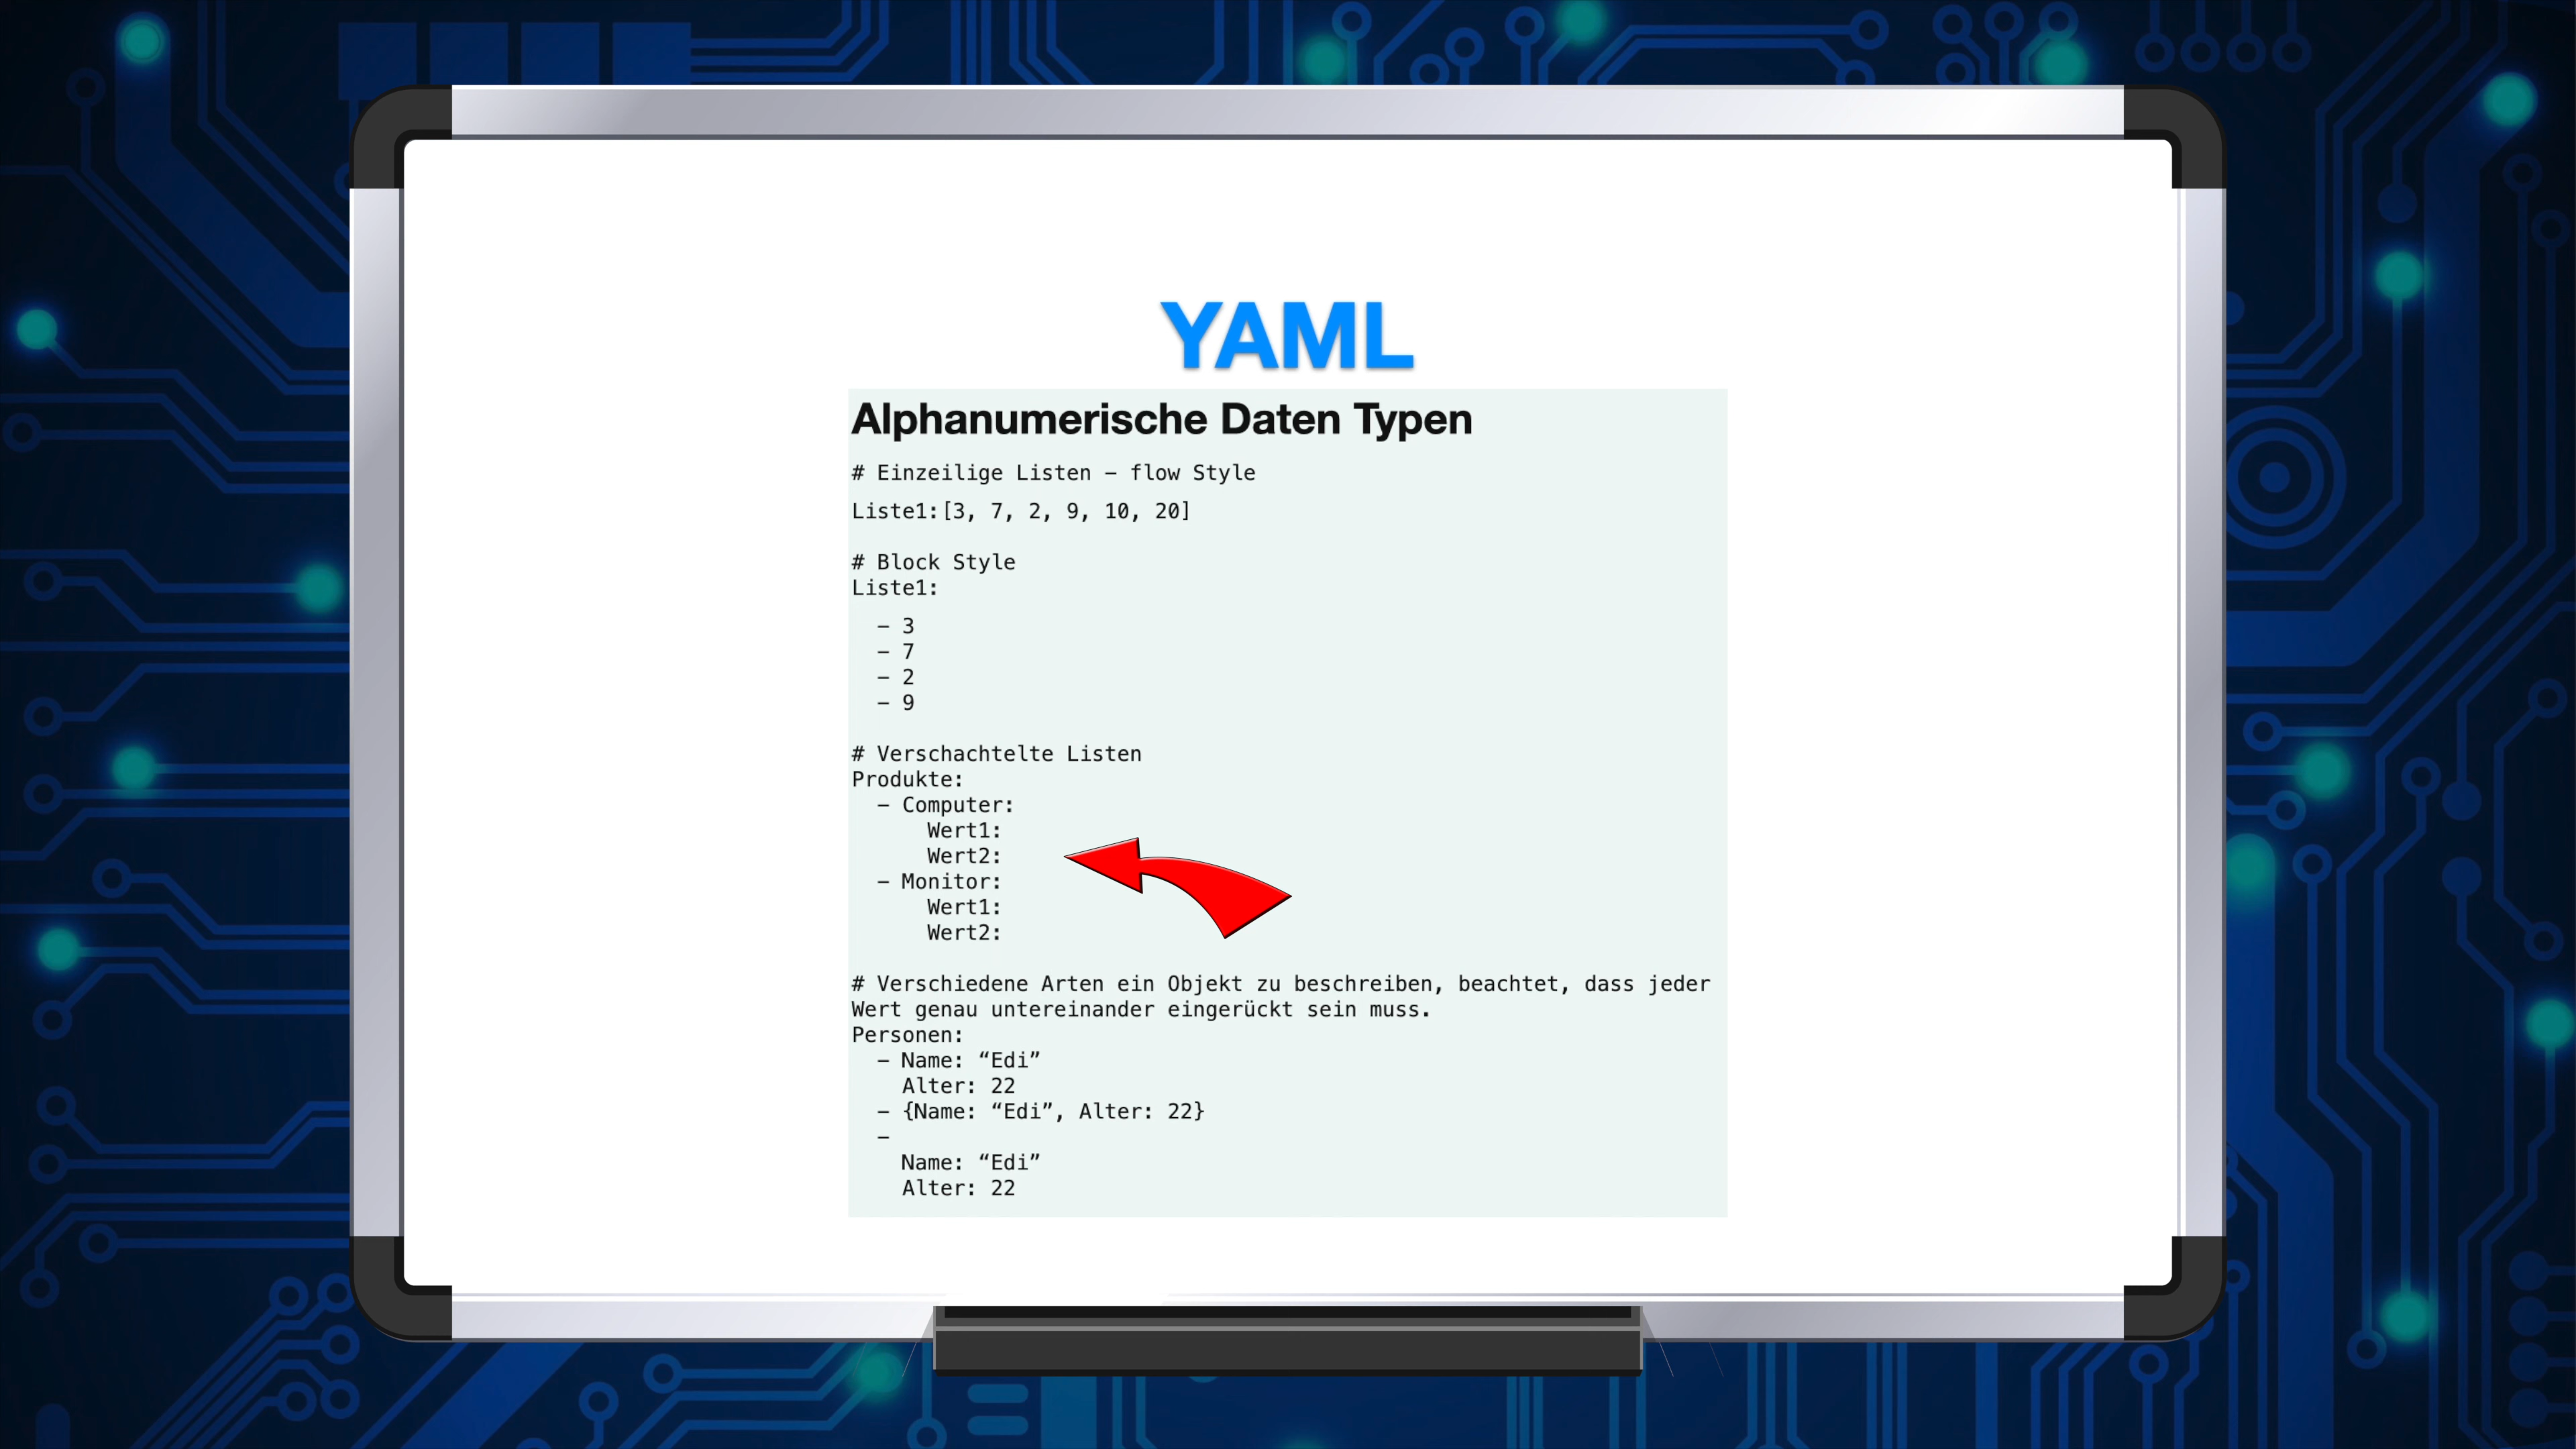 YAML
Alphanumerische Daten Typen
# Einzeilige Listen – flow Style
Liste1:[3, 7, 2, 9, 10, 20]
# Block Style
Liste1:
– 3
– 7
– 2
– 9
# Verschachtelte Listen
Produkte:
– Computer:
Wert1:
Wert2:
– Monitor:
Wert1:
Wert2:
# Verschiedene Arten ein Objekt zu beschreiben, beachtet, dass jeder
Wert genau untereinander eingerückt sein muss.
Personen:
– Name: “Edi”
Alter: 22
– {Name: “Edi”, Alter: 22}
–
Name: “Edi”
Alter: 22